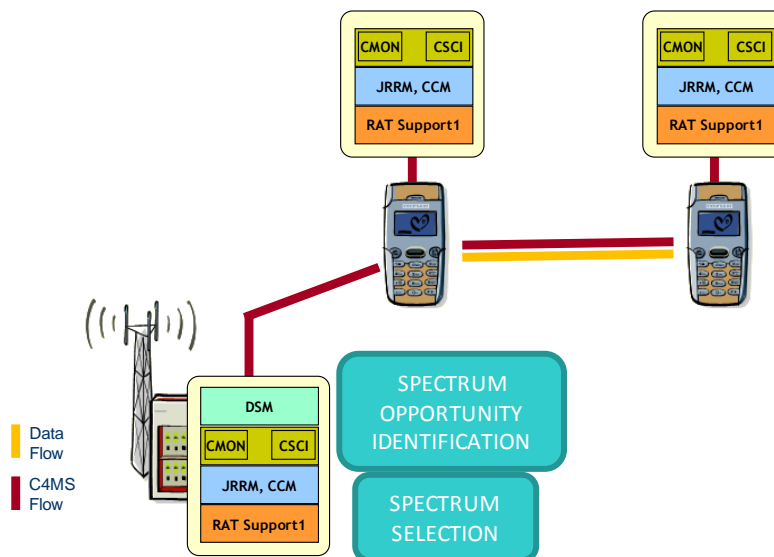 CMON CSCI
JRRM, CCM
RAT Support1
CMON CSCI
JRRM, CCM
RAT Support1
DSM
CMON CSCI
JRRM, CCM
RAT Support1
SPECTRUM
OPPORTUNITY
IDENTIFICATION
SPECTRUM
SELECTION
Data
Flow
C4MS
Flow